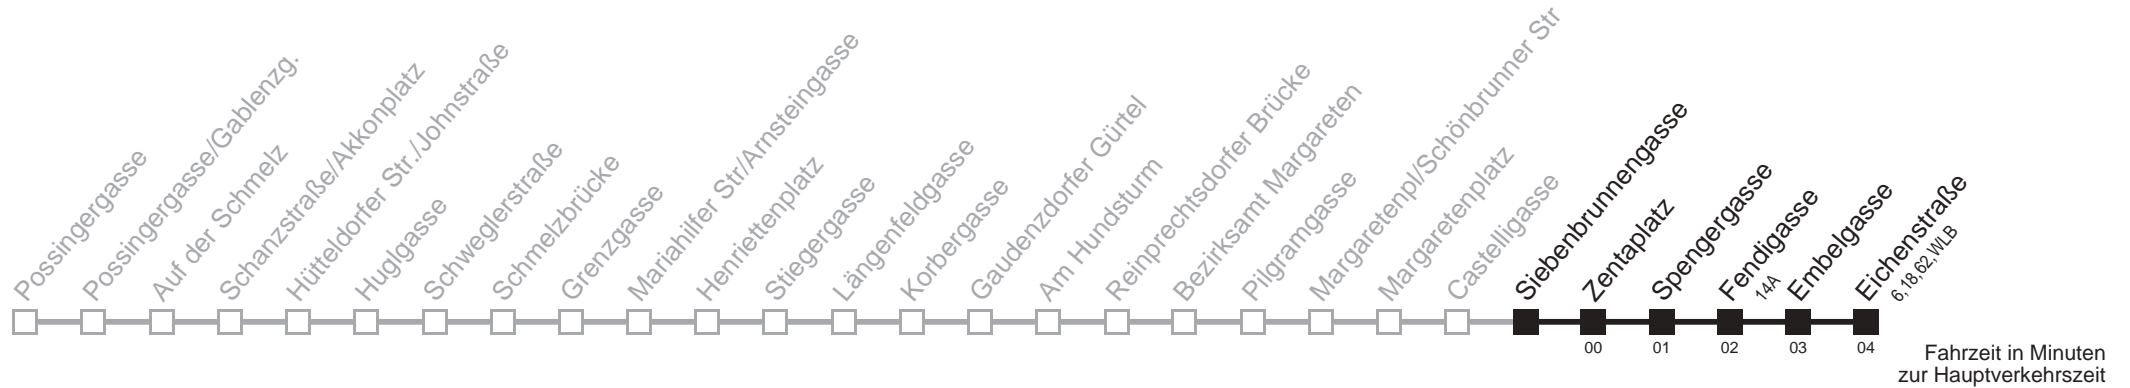 Possingergasse
Possingergasse/Gablenzg.
Auf der Schmelz
Schanzstraße/Akkonplatz
Hütteldorfer Str./Johnstraße
Huglgasse
Schweglerstraße
Schmelzbrücke
Grenzgasse
Mariahilfer Str/Arnsteingasse
Henriettenplatz
Stiegergasse
Längenfeldgasse
Korbergasse
Gaudenzdorfer Gürtel
Am Hundsturm
Reinprechtsdorfer Brücke
Bezirksamt Margareten
Pilgramgasse
Margaretenpl/Schönbrunner Str
Margaretenplatz
Castelligasse
Siebenbrunnengasse
Zentaplatz
Spengergasse
Fendigasse
14A
Embelgasse
Eichenstraße
6,18,62,WLB
00 01 02 03 04
Fahrzeit in Minuten
zur Hauptverkehrszeit